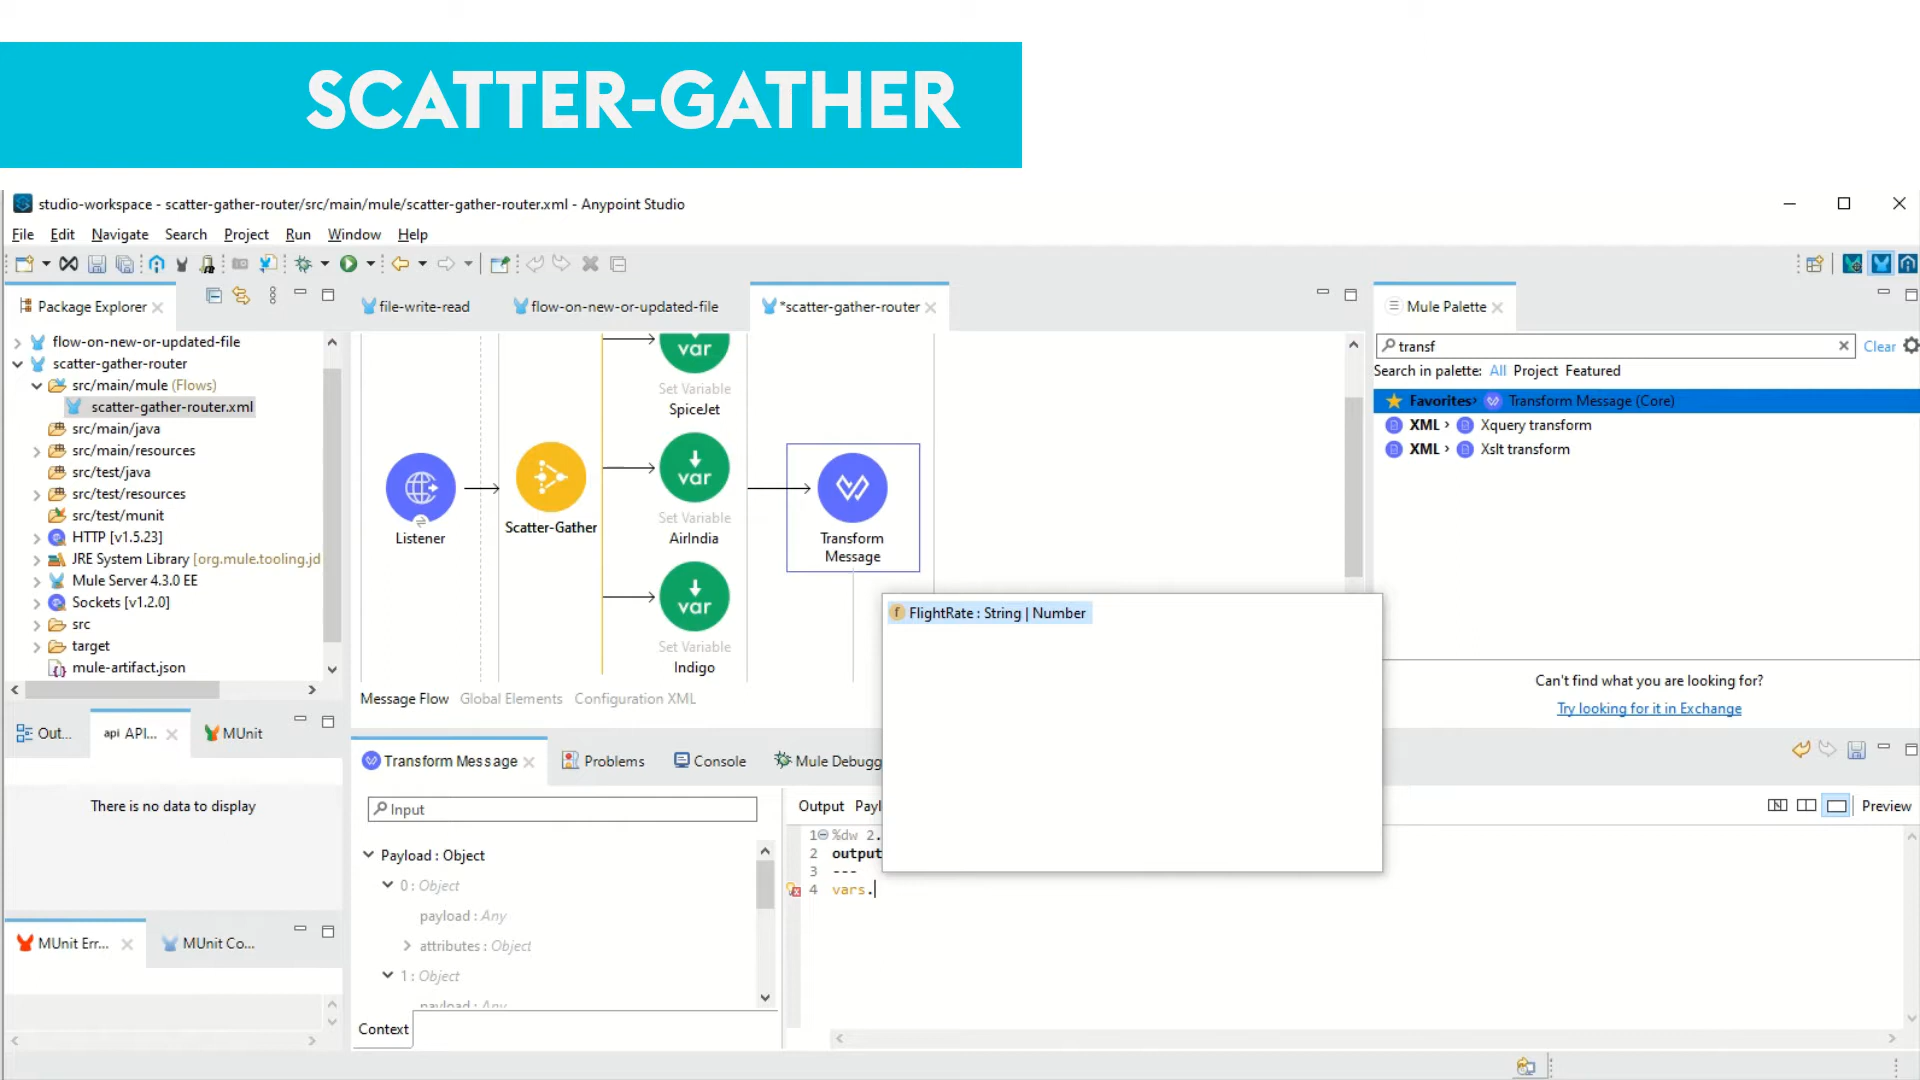 SCATTER-GATHER
studio-workspace - scatter-gather-router/src/main/mule/scatter-gather-router.xml - Anypoint Studio
File Edit Navigate Search Project Run Window Help
Package Explorer
file-write-read
flow-on-new-or-updated-file
*scatter-gather-router
Mule Palette
flow-on-new-or-updated-file
scatter-gather-router
src/main/mule (Flows)
scatter-gather-router.xml
src/main/java
src/main/resources
src/test/java
src/test/resources
src/test/munit
HTTP [v1.5.23]
JRE System Library [org.mule.tooling.jd
Mule Server 4.3.0 EE
Sockets [v1.2.0]
src
target
mule-artifact.json
Listener
Scatter-Gather
var
Set Variable
SpiceJet
var
Set Variable
AirIndia
var
Set Variable
Indigo
Transform
Message
transf
Clear
Search in palette: All Project Featured
Favorites> Transform Message (Core)
XML > Xquery transform
XML > Xslt transform
Can't find what you are looking for?
Try looking for it in Exchange
Message Flow Global Elements Configuration XML
f FlightRate : String | Number
Out...
api API...
MUnit
There is no data to display
MUnit Err...
MUnit Co...
Transform Message
Problems
Console
Mule Debugg
Input
Payload : Object
0 : Object
payload : Any
attributes : Object
1 : Object
payload : Any
Context
Output Payl
Preview
1 %dw 2.
2 output
3 ---
4 vars.